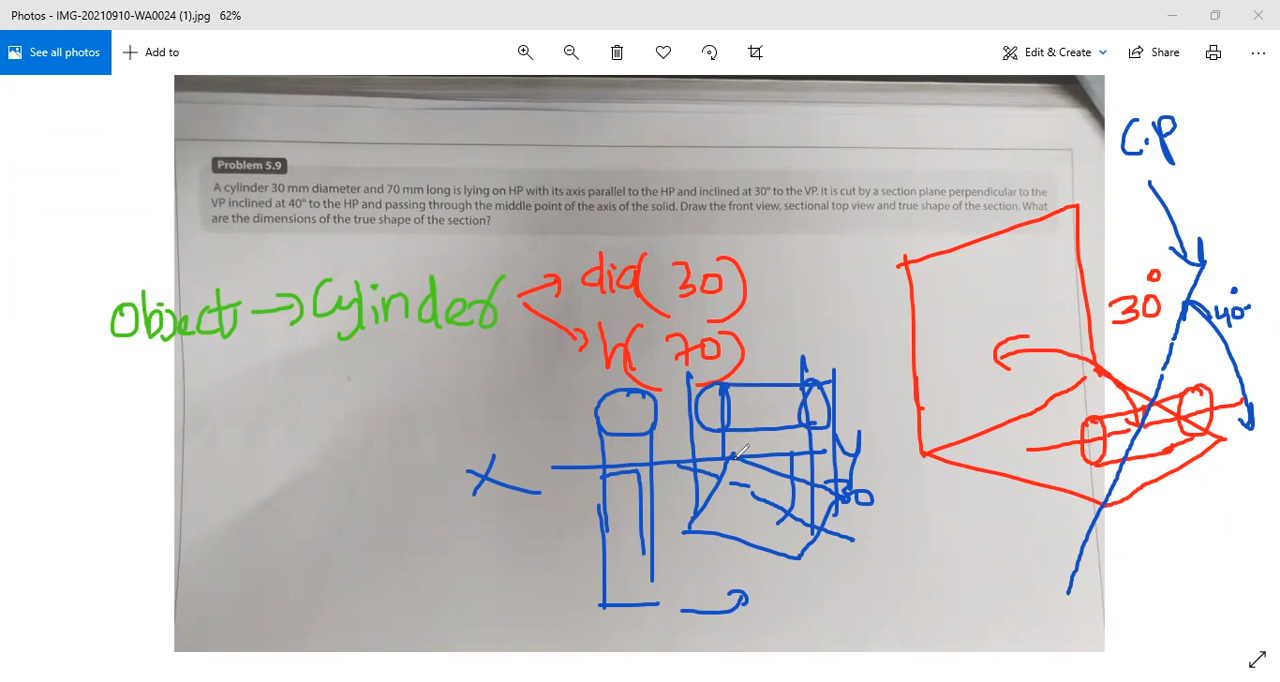 Photos - IMG-20210910-WA0024 (1).jpg 62%
See all photos
Add to
Edit & Create
Share
C.P
Problem 5.9
A cylinder 30 mm diameter and 70 mm long is lying on HP with its axis parallel to the HP and inclined at 30° to the VP. It is cut by a section plane perpendicular to the
VP inclined at 40° to the HP and passing through the middle point of the axis of the solid. Draw the front view, sectional top view and true shape of the section. What
are the dimensions of the true shape of the section?
Object → Cylinder
dia(30)
h(70)
30°
40°
X
Y
30